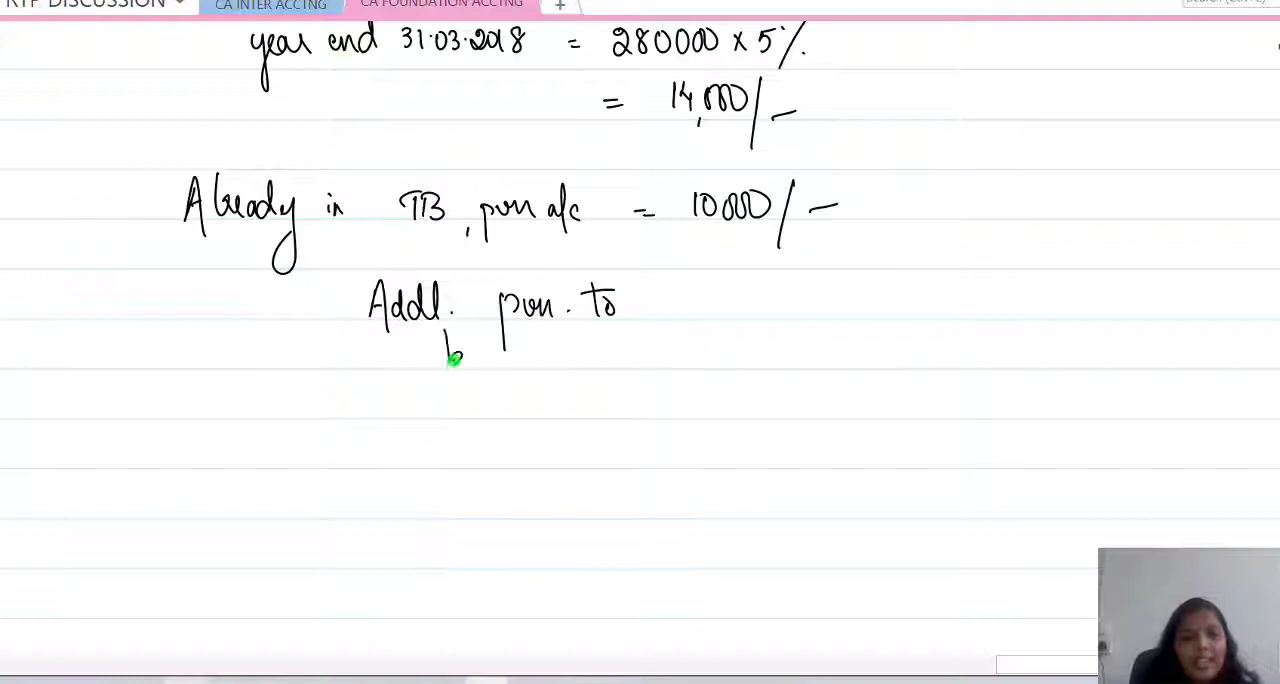 RTP DISCUSSION CA INTER ACCTNG CA FOUNDATION ACCTNG +
year end 31.03.2018 = 280000 x 5%.
= 14,000/-
Already in TB, pvn a/c = 10000/-
Addl. pvn. to
b